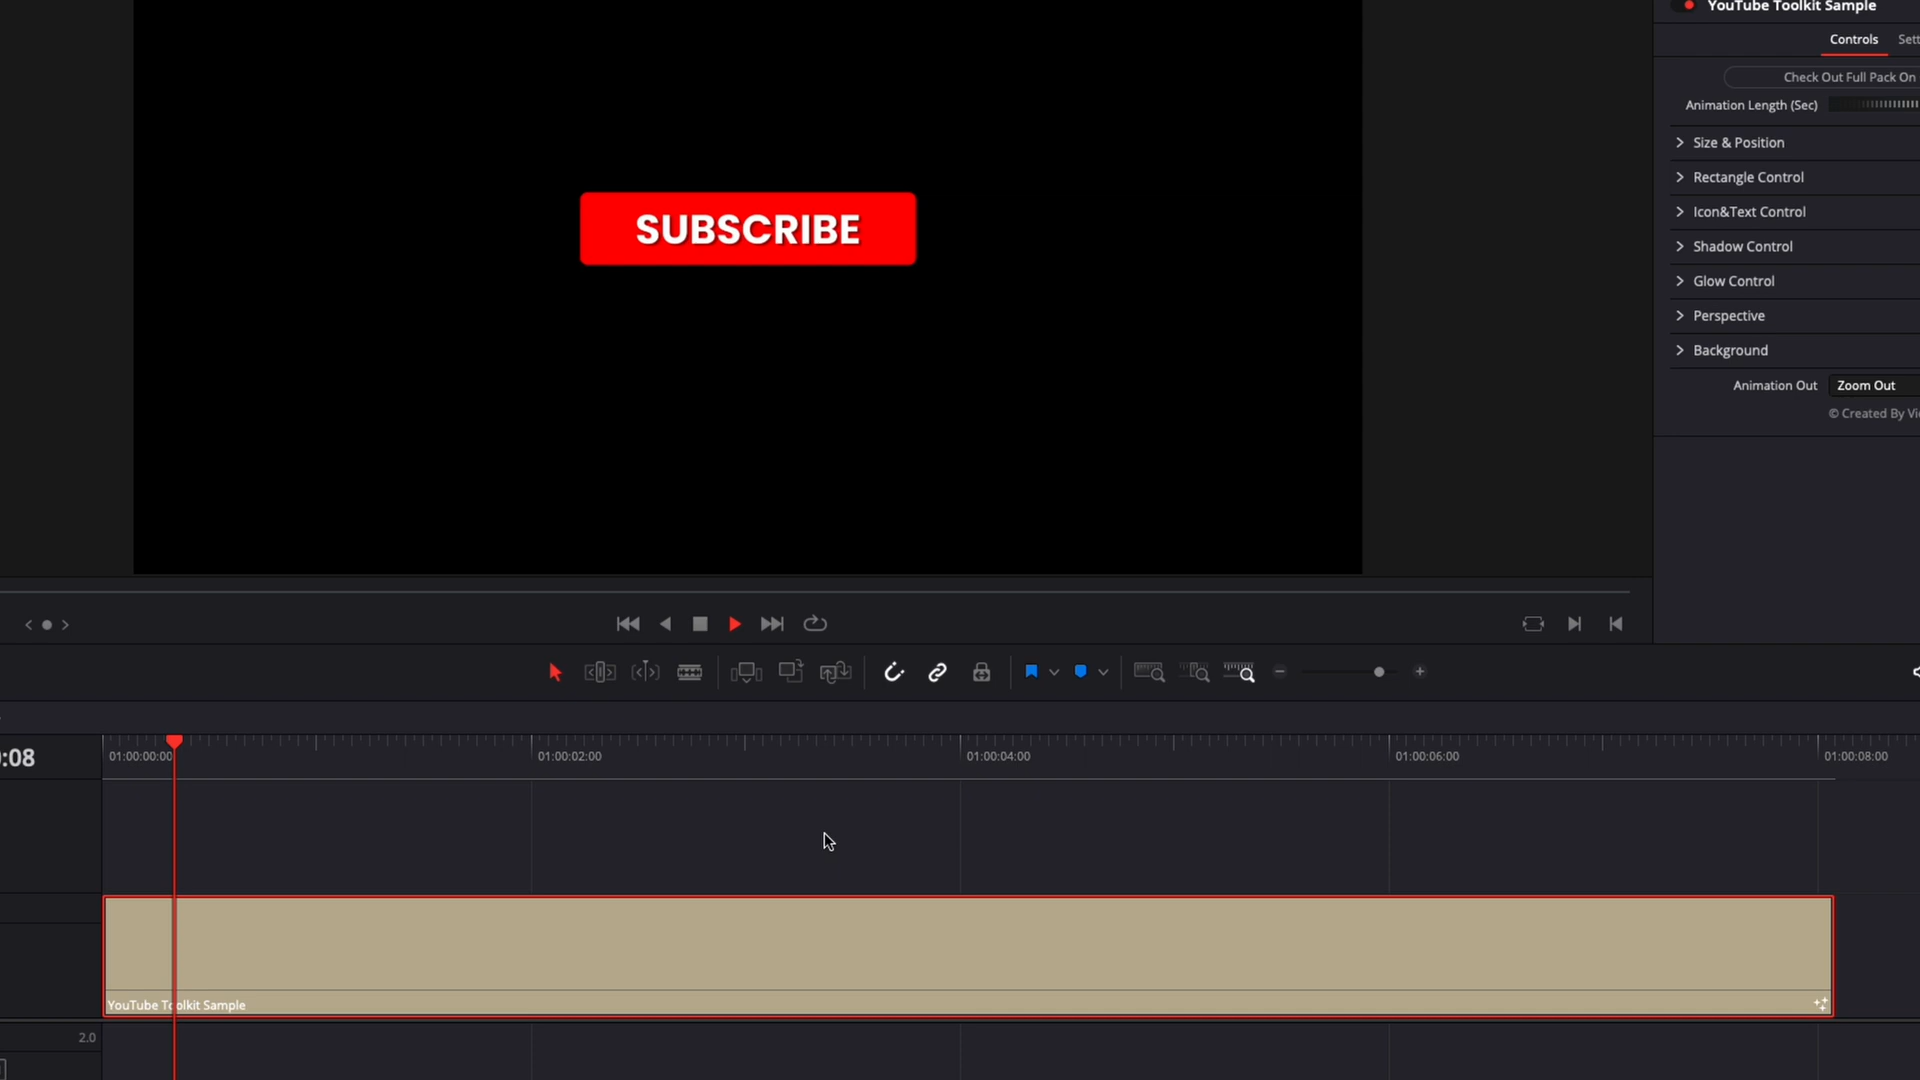 YouTube Toolkit Sample
Controls
Sett
Check Out Full Pack On
Animation Length (Sec)
Size & Position
Rectangle Control
Icon&Text Control
Shadow Control
Glow Control
Perspective
Background
Animation Out Zoom Out
© Created By Vi
SUBSCRIBE
:08
01:00:00:00
01:00:02:00
01:00:04:00
01:00:06:00
01:00:08:00
YouTube Toolkit Sample
2.0